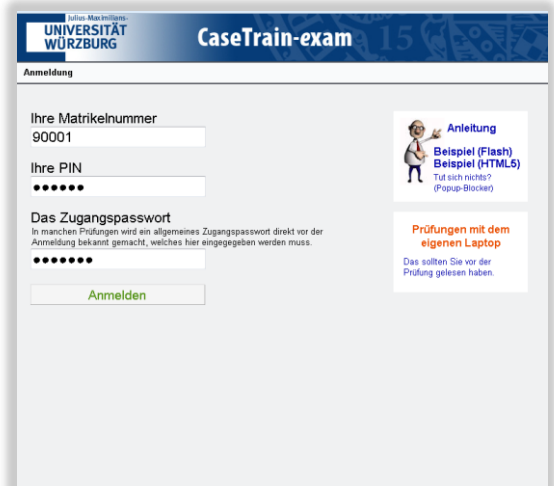 Julius-Maximilians-
UNIVERSITÄT
WÜRZBURG
CaseTrain-exam
15
Anmeldung
Ihre Matrikelnummer
90001
Ihre PIN
●●●●●●
Das Zugangspasswort
In manchen Prüfungen wird ein allgemeines Zugangspasswort direkt vor der
Anmeldung bekannt gemacht, welches hier eingegegeben werden muss.
●●●●●●●
Anmelden
Anleitung
Beispiel (Flash)
Beispiel (HTML5)
Tut sich nichts?
(Popup-Blocker)
Prüfungen mit dem
eigenen Laptop
Das sollten Sie vor der
Prüfung gelesen haben.